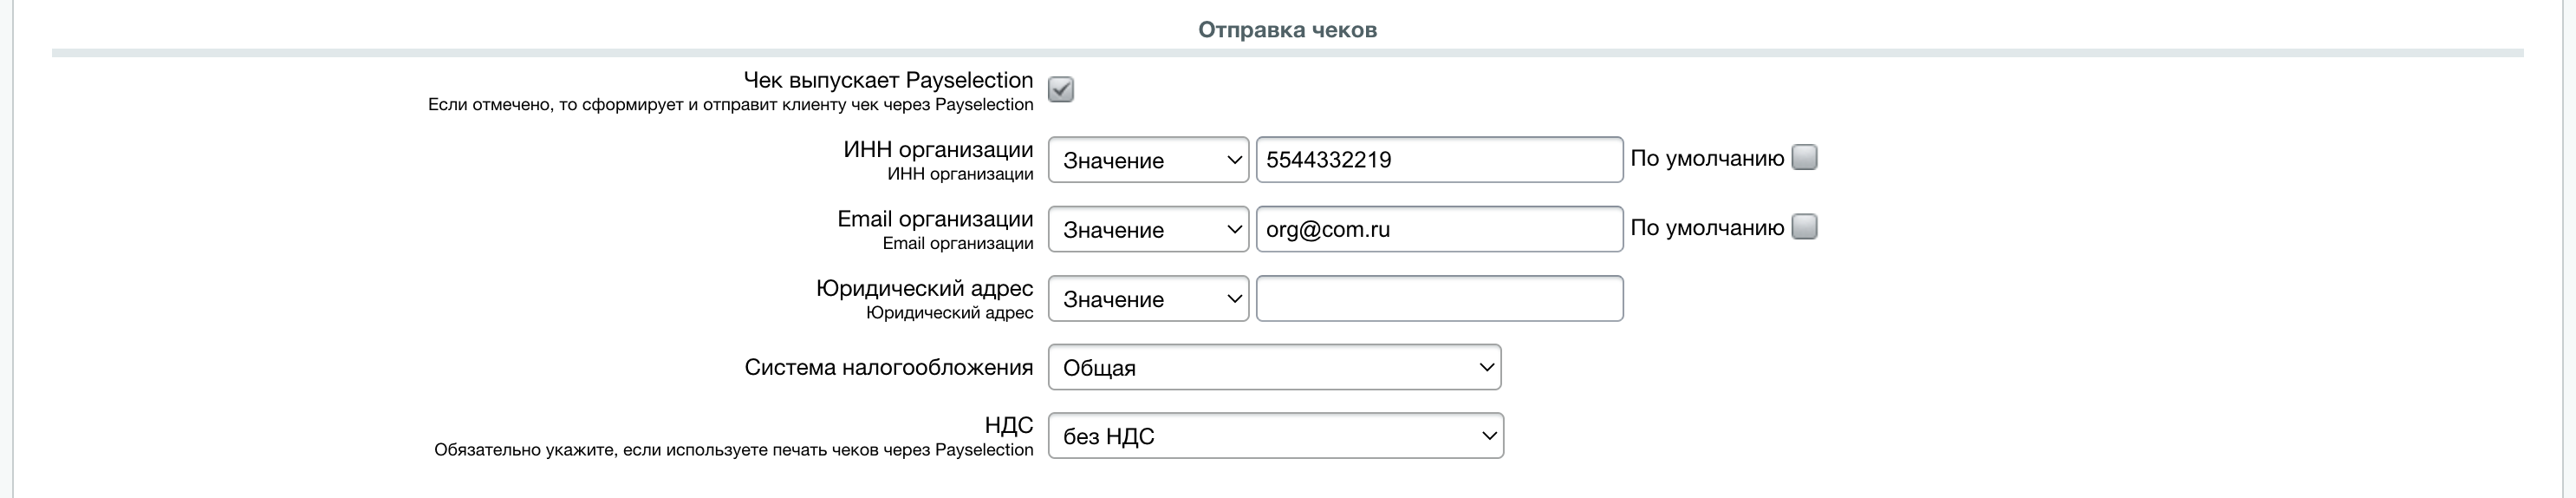 Отправка чеков
Чек выпускает Payselection
Если отмечено, то сформирует и отправит клиенту чек через Payselection
ИНН организации Значение 5544332219 По умолчанию
ИНН организации
Email организации Значение org@com.ru По умолчанию
Email организации
Юридический адрес Значение
Юридический адрес
Система налогообложения Общая
НДС без НДС
Обязательно укажите, если используете печать чеков через Payselection